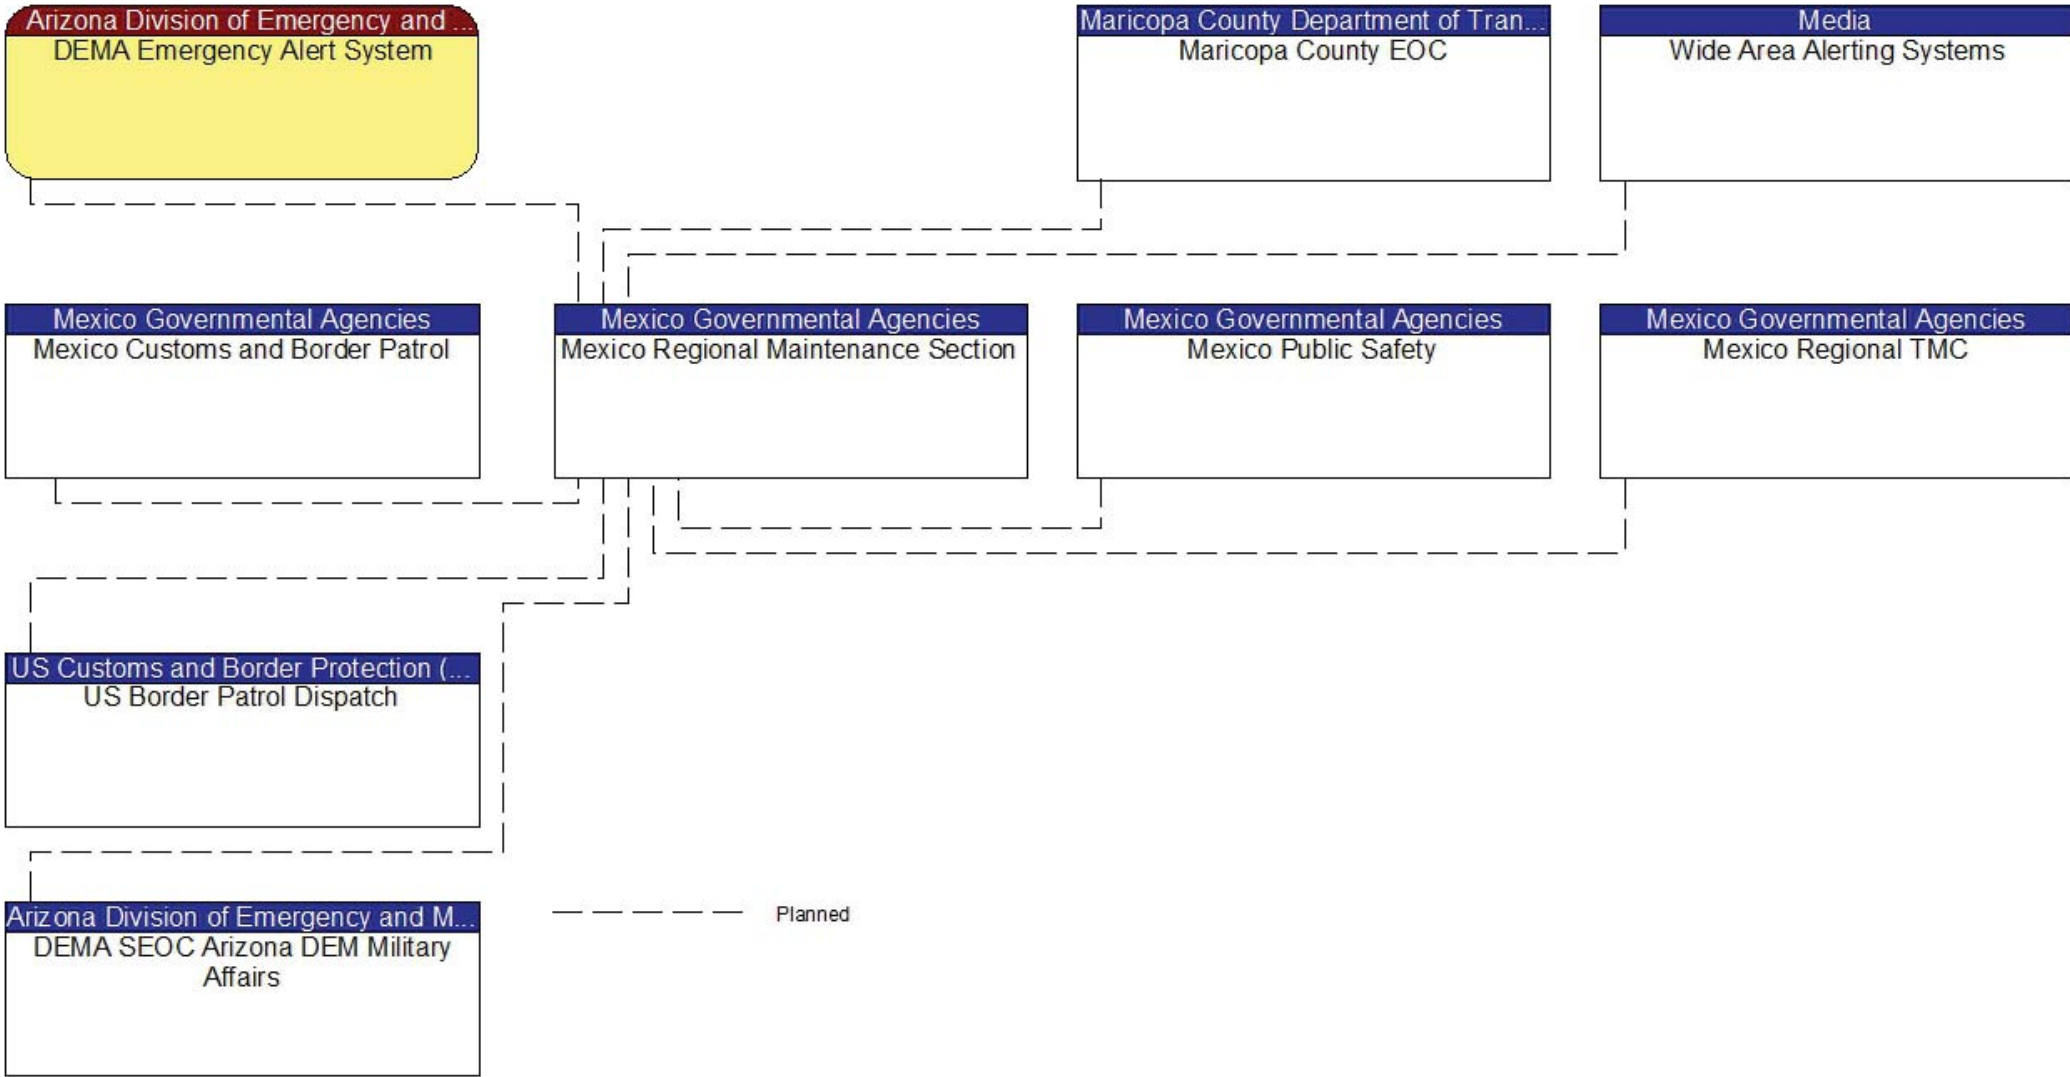 Arizona Division of Emergency and ...
DEMA Emergency Alert System
Maricopa County Department of Tran...
Maricopa County EOC
Media
Wide Area Alerting Systems
Mexico Governmental Agencies
Mexico Customs and Border Patrol
Mexico Governmental Agencies
Mexico Regional Maintenance Section
Mexico Governmental Agencies
Mexico Public Safety
Mexico Governmental Agencies
Mexico Regional TMC
US Customs and Border Protection (...
US Border Patrol Dispatch
Arizona Division of Emergency and M...
DEMA SEOC Arizona DEM Military
Affairs
Planned